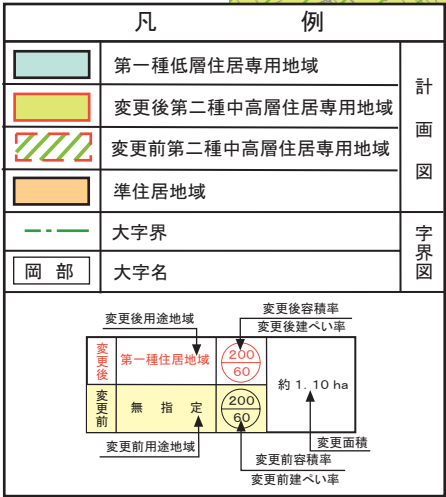 凡 例
第一種低層住居専用地域
変更後第二種中高層住居専用地域
変更前第二種中高層住居専用地域
準住居地域
計画図
大字界
岡部 大字名
字界図
変更後用途地域
変更後容積率
変更後建ぺい率
変更後 第一種住居地域 200 60
約 1. 10 ha
変更前 無指定 200 60
変更前用途地域
変更面積
変更前容積率
変更前建ぺい率